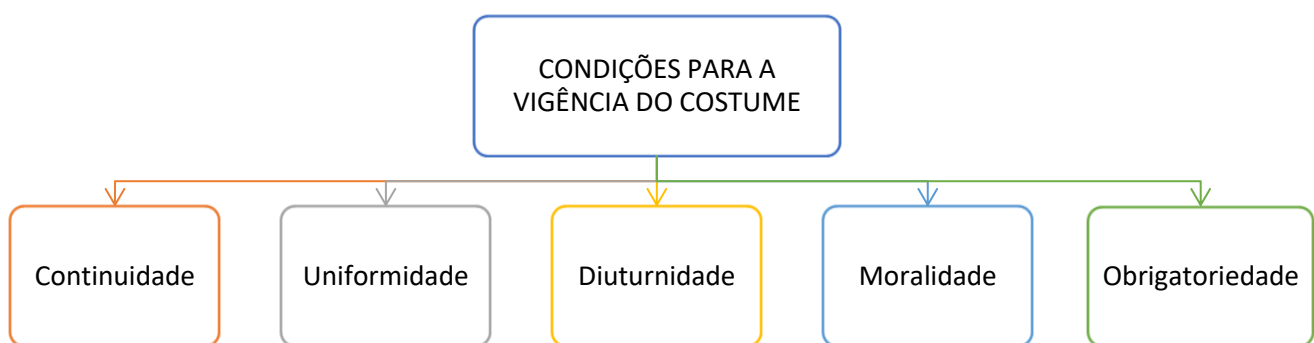 CONDIÇÕES PARA A
VIGÊNCIA DO COSTUME
Continuidade
Uniformidade
Diuturnidade
Moralidade
Obrigatoriedade